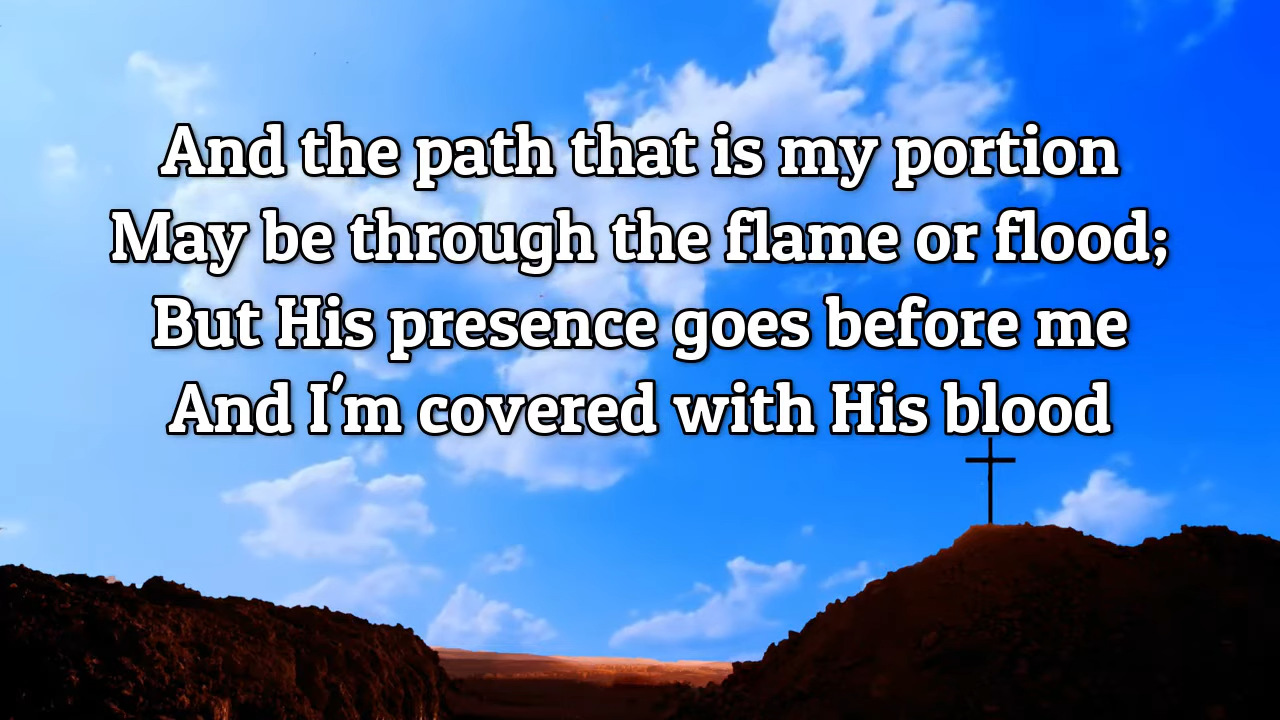 And the path that is my portion
May be through the flame or flood;
But His presence goes before me
And I'm covered with His blood